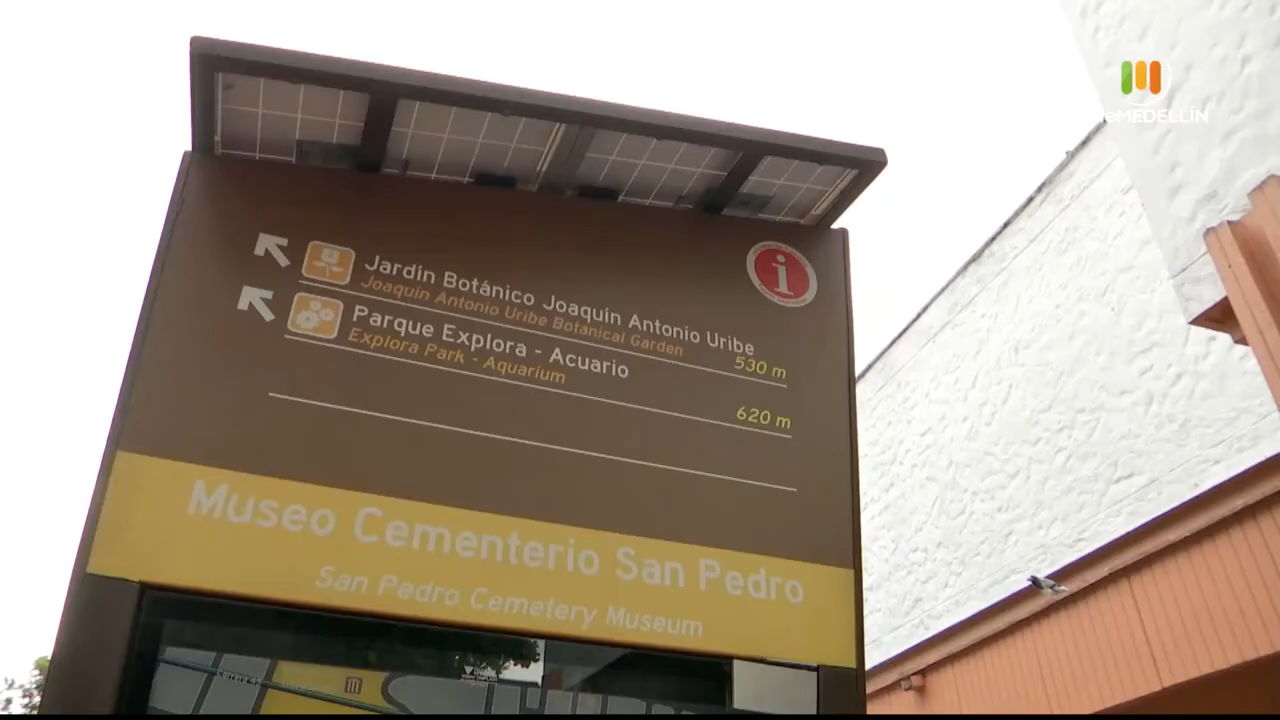 TeleMEDELLÍN
Jardín Botánico Joaquín Antonio Uribe
Joaquín Antonio Uribe Botanical Garden
530 m
Parque Explora - Acuario
Explora Park - Aquarium
620 m
i
Museo Cementerio San Pedro
San Pedro Cemetery Museum